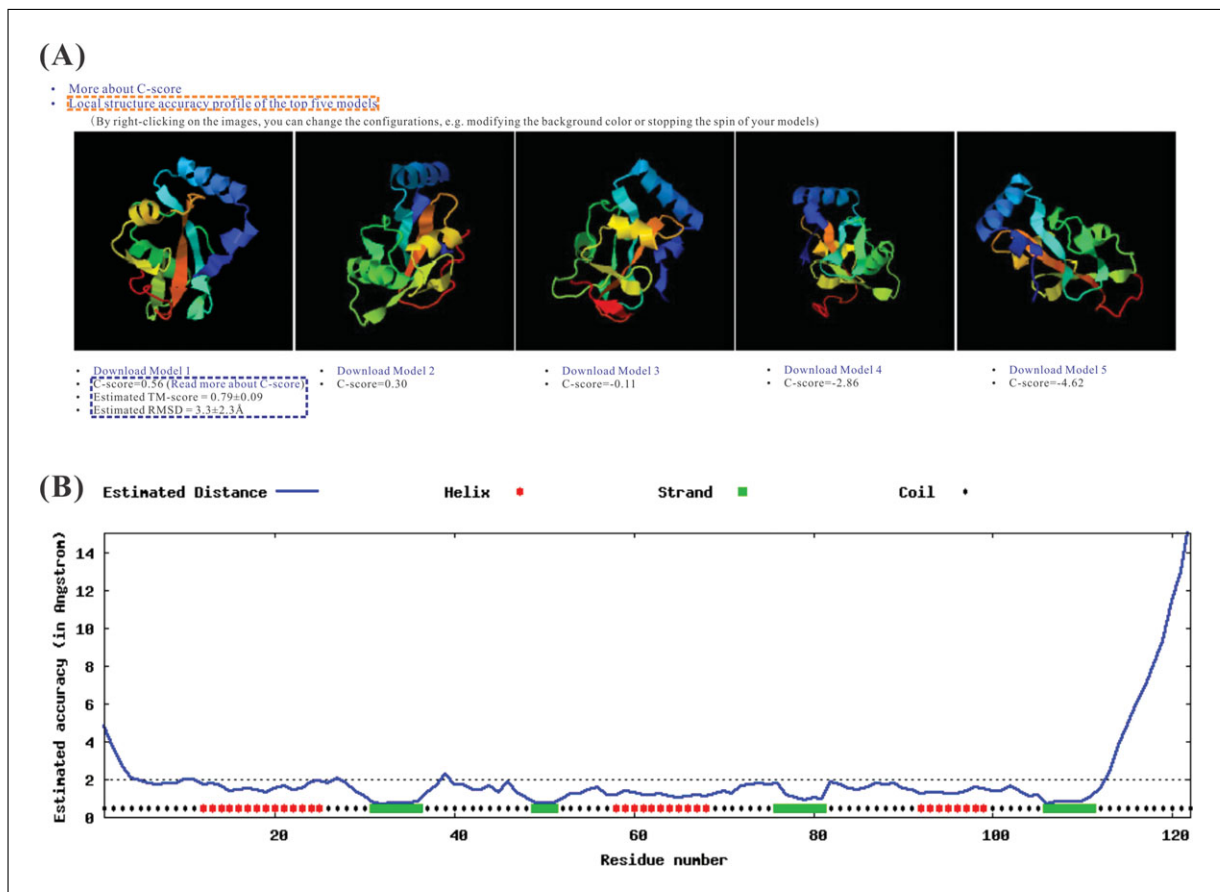 (A)
• More about C-score
• Local structure accuracy profile of the top five models
(By right-clicking on the images, you can change the configurations, e.g. modifying the background color or stopping the spin of your models)
• Download Model 1
• C-score=0.56 (Read more about C-score)
• Estimated TM-score = 0.79±0.09
• Estimated RMSD = 3.3±2.3Å
• Download Model 2
• C-score=0.30
• Download Model 3
• C-score=-0.11
• Download Model 4
• C-score=-2.86
• Download Model 5
• C-score=-4.62
(B)
Estimated Distance Helix Strand Coil
Estimated accuracy (in Angstrom)
14
12
10
8
6
4
2
0
20 40 60 80 100 120
Residue number